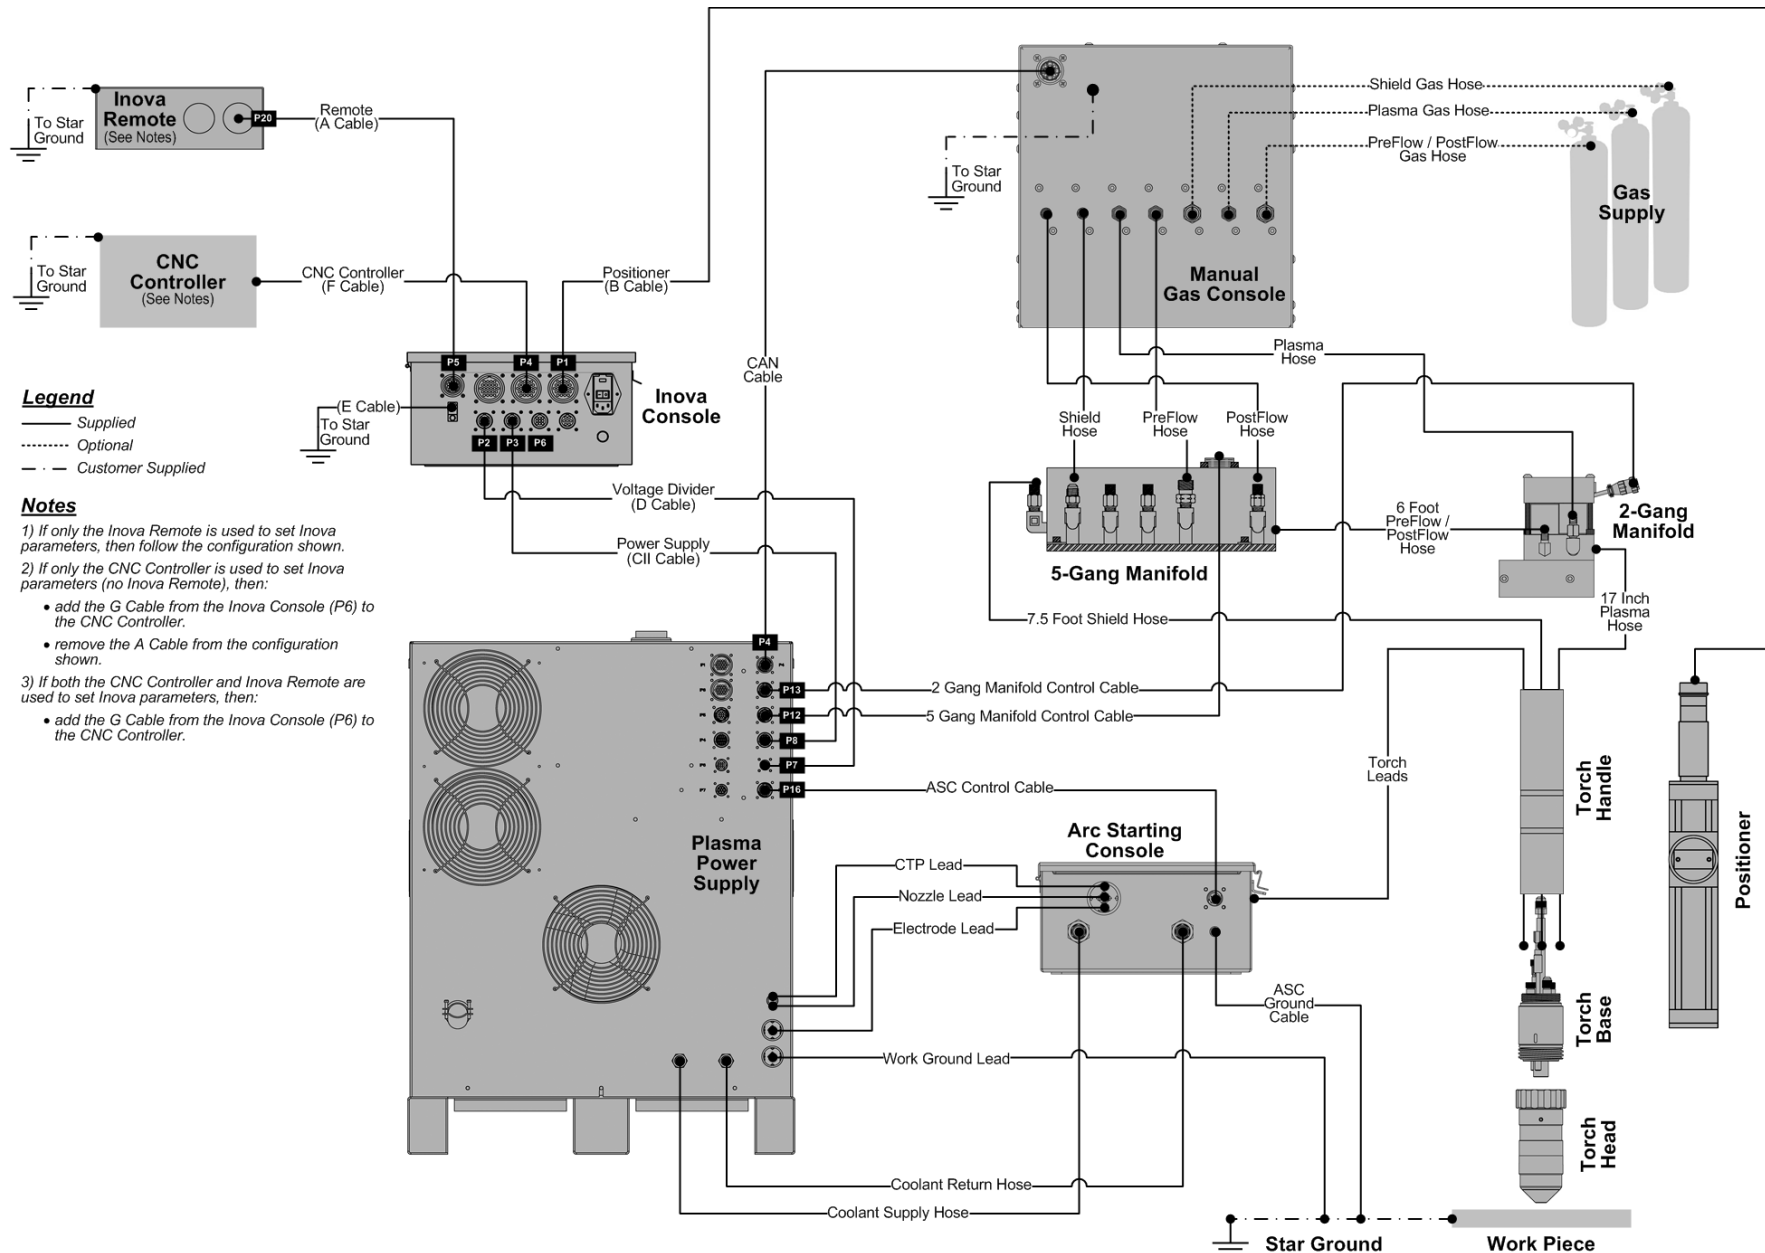 Inova
Remote
(See Notes)
P20
Remote
(A Cable)
To Star
Ground
CNC
Controller
(See Notes)
CNC Controller
(F Cable)
To Star
Ground
Positioner
(B Cable)
P5
P4
P1
P2
P3
P6
Inova
Console
(E Cable)
To Star
Ground
Legend
Supplied
Optional
Customer Supplied
Notes
1) If only the Inova Remote is used to set Inova
parameters, then follow the configuration shown.
2) If only the CNC Controller is used to set Inova
parameters (no Inova Remote), then:
• add the G Cable from the Inova Console (P6) to
the CNC Controller.
• remove the A Cable from the configuration
shown.
3) If both the CNC Controller and Inova Remote are
used to set Inova parameters, then:
• add the G Cable from the Inova Console (P6) to
the CNC Controller.
Voltage Divider
(D Cable)
Power Supply
(CII Cable)
CAN
Cable
To Star
Ground
Manual
Gas Console
Shield Gas Hose
Plasma Gas Hose
PreFlow / PostFlow
Gas Hose
Gas
Supply
Plasma
Hose
Shield
Hose
PreFlow
Hose
PostFlow
Hose
5-Gang Manifold
6 Foot
PreFlow /
PostFlow
Hose
2-Gang
Manifold
7.5 Foot Shield Hose
17 Inch
Plasma
Hose
P4
P13
P12
P8
P7
P16
2 Gang Manifold Control Cable
5 Gang Manifold Control Cable
ASC Control Cable
Plasma
Power
Supply
Arc Starting
Console
CTP Lead
Nozzle Lead
Electrode Lead
Work Ground Lead
ASC
Ground
Cable
Coolant Return Hose
Coolant Supply Hose
Torch
Leads
Torch
Handle
Torch
Base
Torch
Head
Positioner
Star Ground
Work Piece